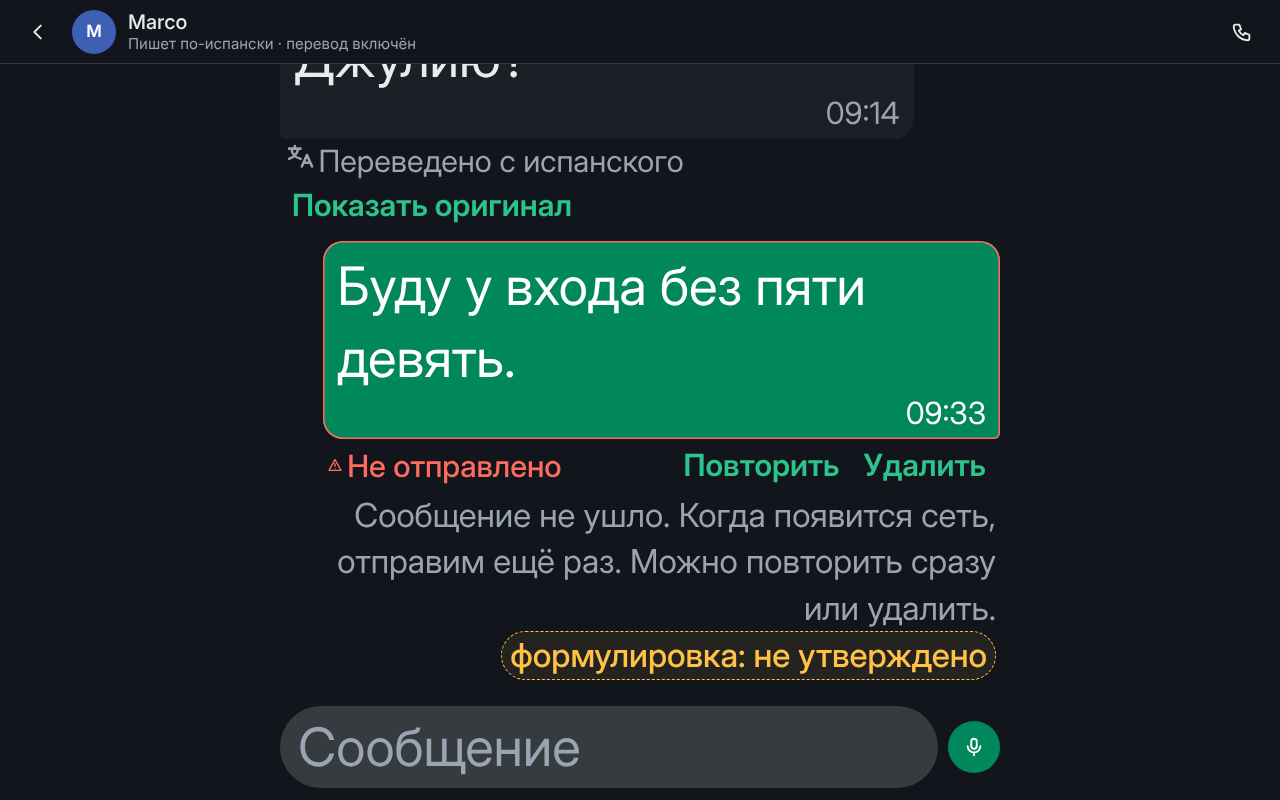 M
Marco
Пишет по-испански · перевод включён
Джулию?
09:14
Переведено с испанского
Показать оригинал
Буду у входа без пяти
девять.
09:33
Не отправлено
Повторить Удалить
Сообщение не ушло. Когда появится сеть,
отправим ещё раз. Можно повторить сразу
или удалить.
формулировка: не утверждено
Сообщение